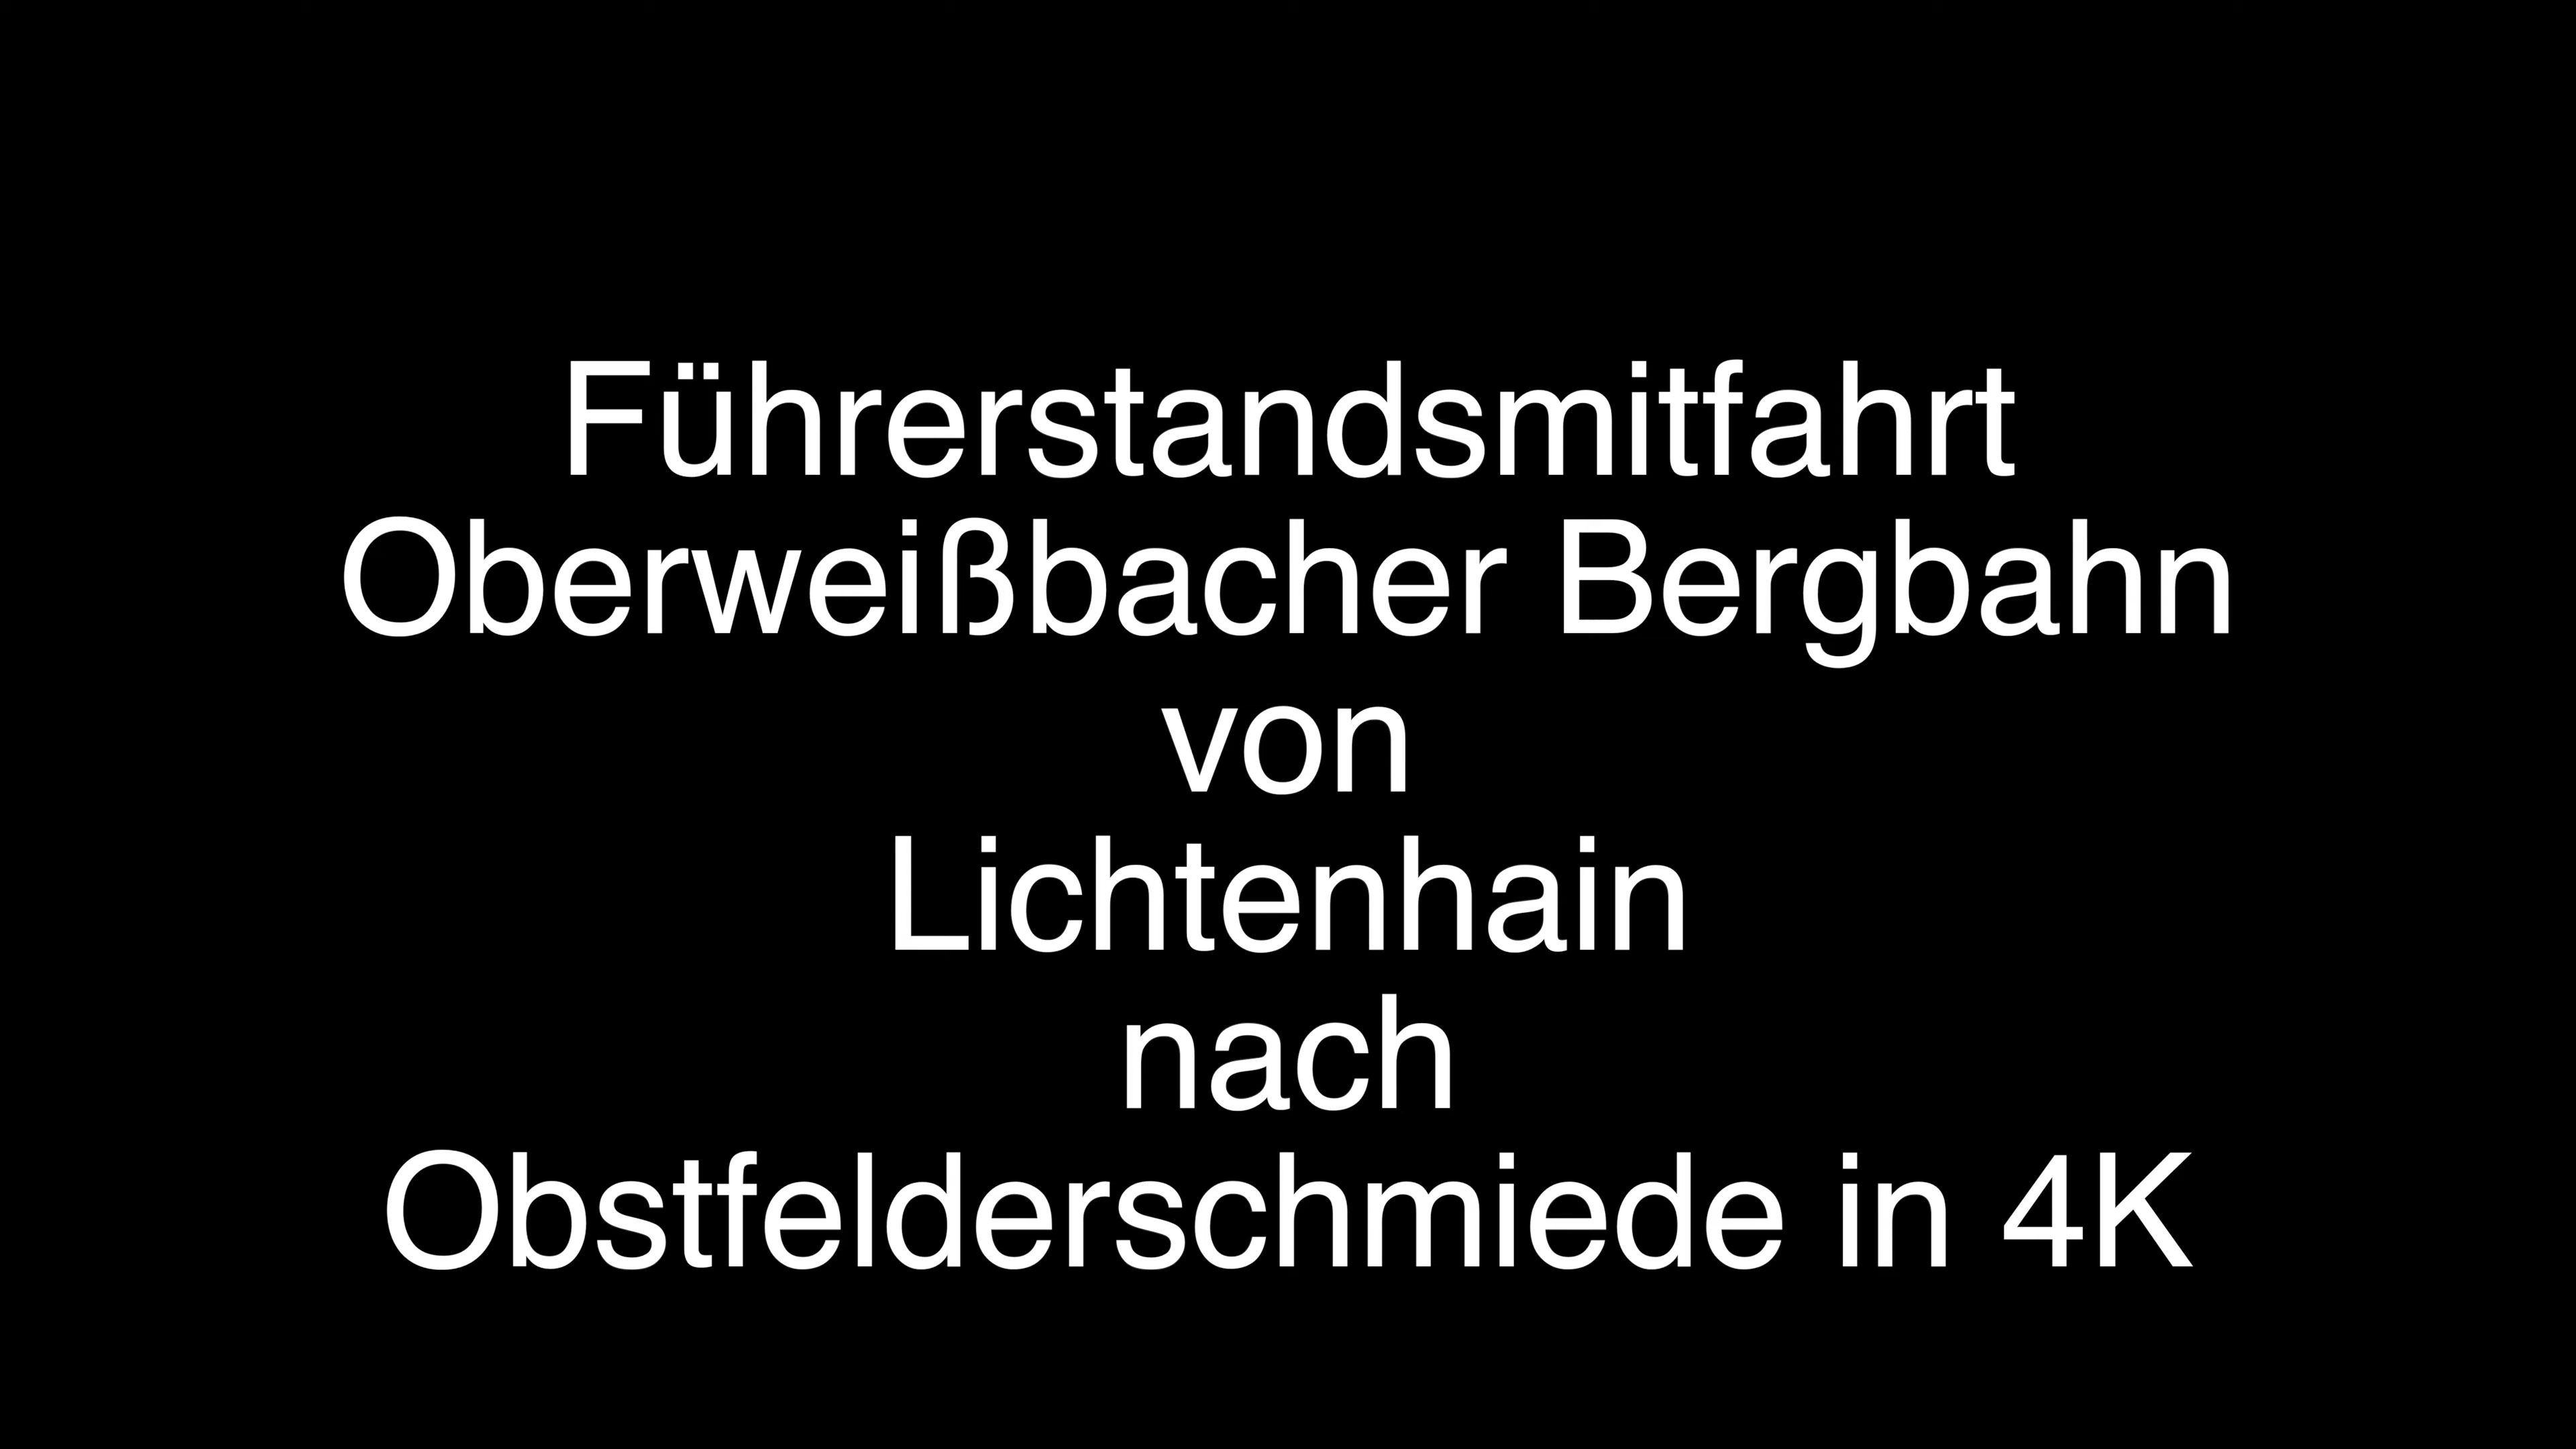 Führerstandsmitfahrt
Oberweißbacher Bergbahn
von
Lichtenhain
nach
Obstfelderschmiede in 4K